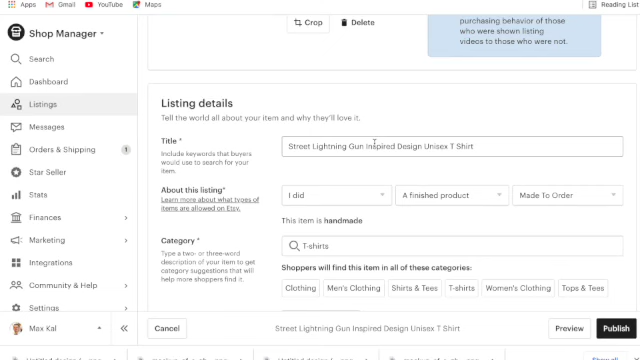 Apps Gmail YouTube Maps Reading List
Shop Manager
Search
Dashboard
Listings
Messages
Orders & Shipping 1
Star Seller
Stats
Finances
Marketing
Integrations
Community & Help
Settings
Max Kal
Crop Delete
purchasing behavior of those
who were shown listing
videos to those who were not.
Listing details
Tell the world all about your item and why they'll love it.
Title *
Include keywords that buyers
would use to search for your
item.
Street Lightning Gun Inspired Design Unisex T Shirt
About this listing*
Learn more about what types of
items are allowed on Etsy.
I did A finished product Made To Order
This item is handmade
Category *
Type a two- or three-word
description of your item to get
category suggestions that will
help more shoppers find it.
T-shirts
Shoppers will find this item in all of these categories:
Clothing Men's Clothing Shirts & Tees T-shirts Women's Clothing Tops & Tees
Cancel Street Lightning Gun Inspired Design Unisex T Shirt Preview Publish